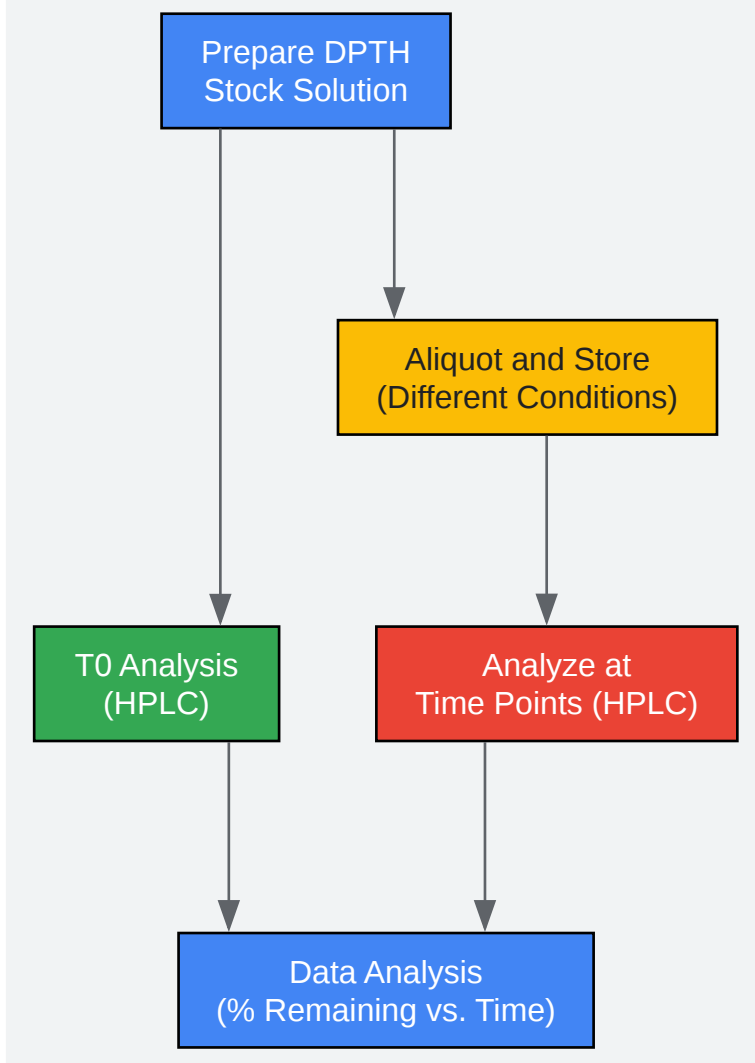 Prepare DPTH
Stock Solution
Aliquot and Store
(Different Conditions)
T0 Analysis
(HPLC)
Analyze at
Time Points (HPLC)
Data Analysis
(% Remaining vs. Time)